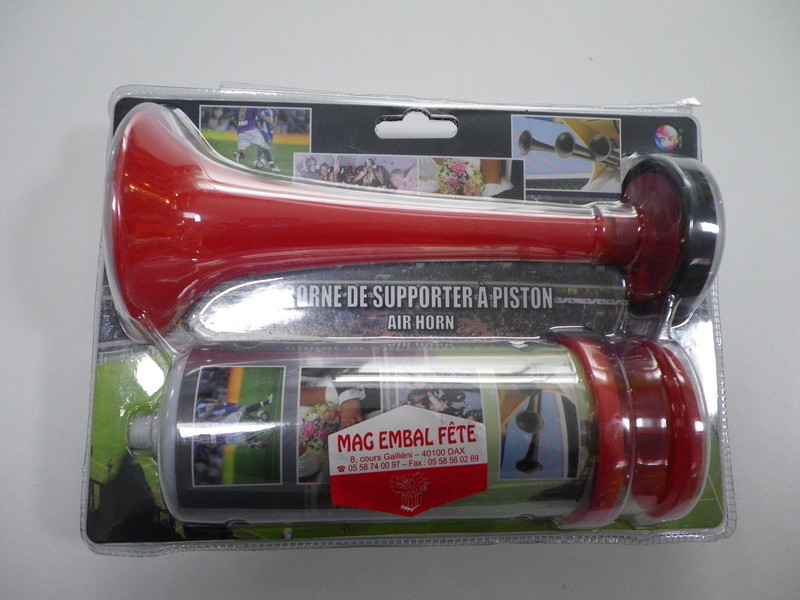 CORNE DE SUPPORTER À PISTON
AIR HORN
MAG EMBAL FÊTE
8, cours Galliéni – 40100 DAX
☎ 05 58 74 00 97 – Fax : 05 58 56 02 69